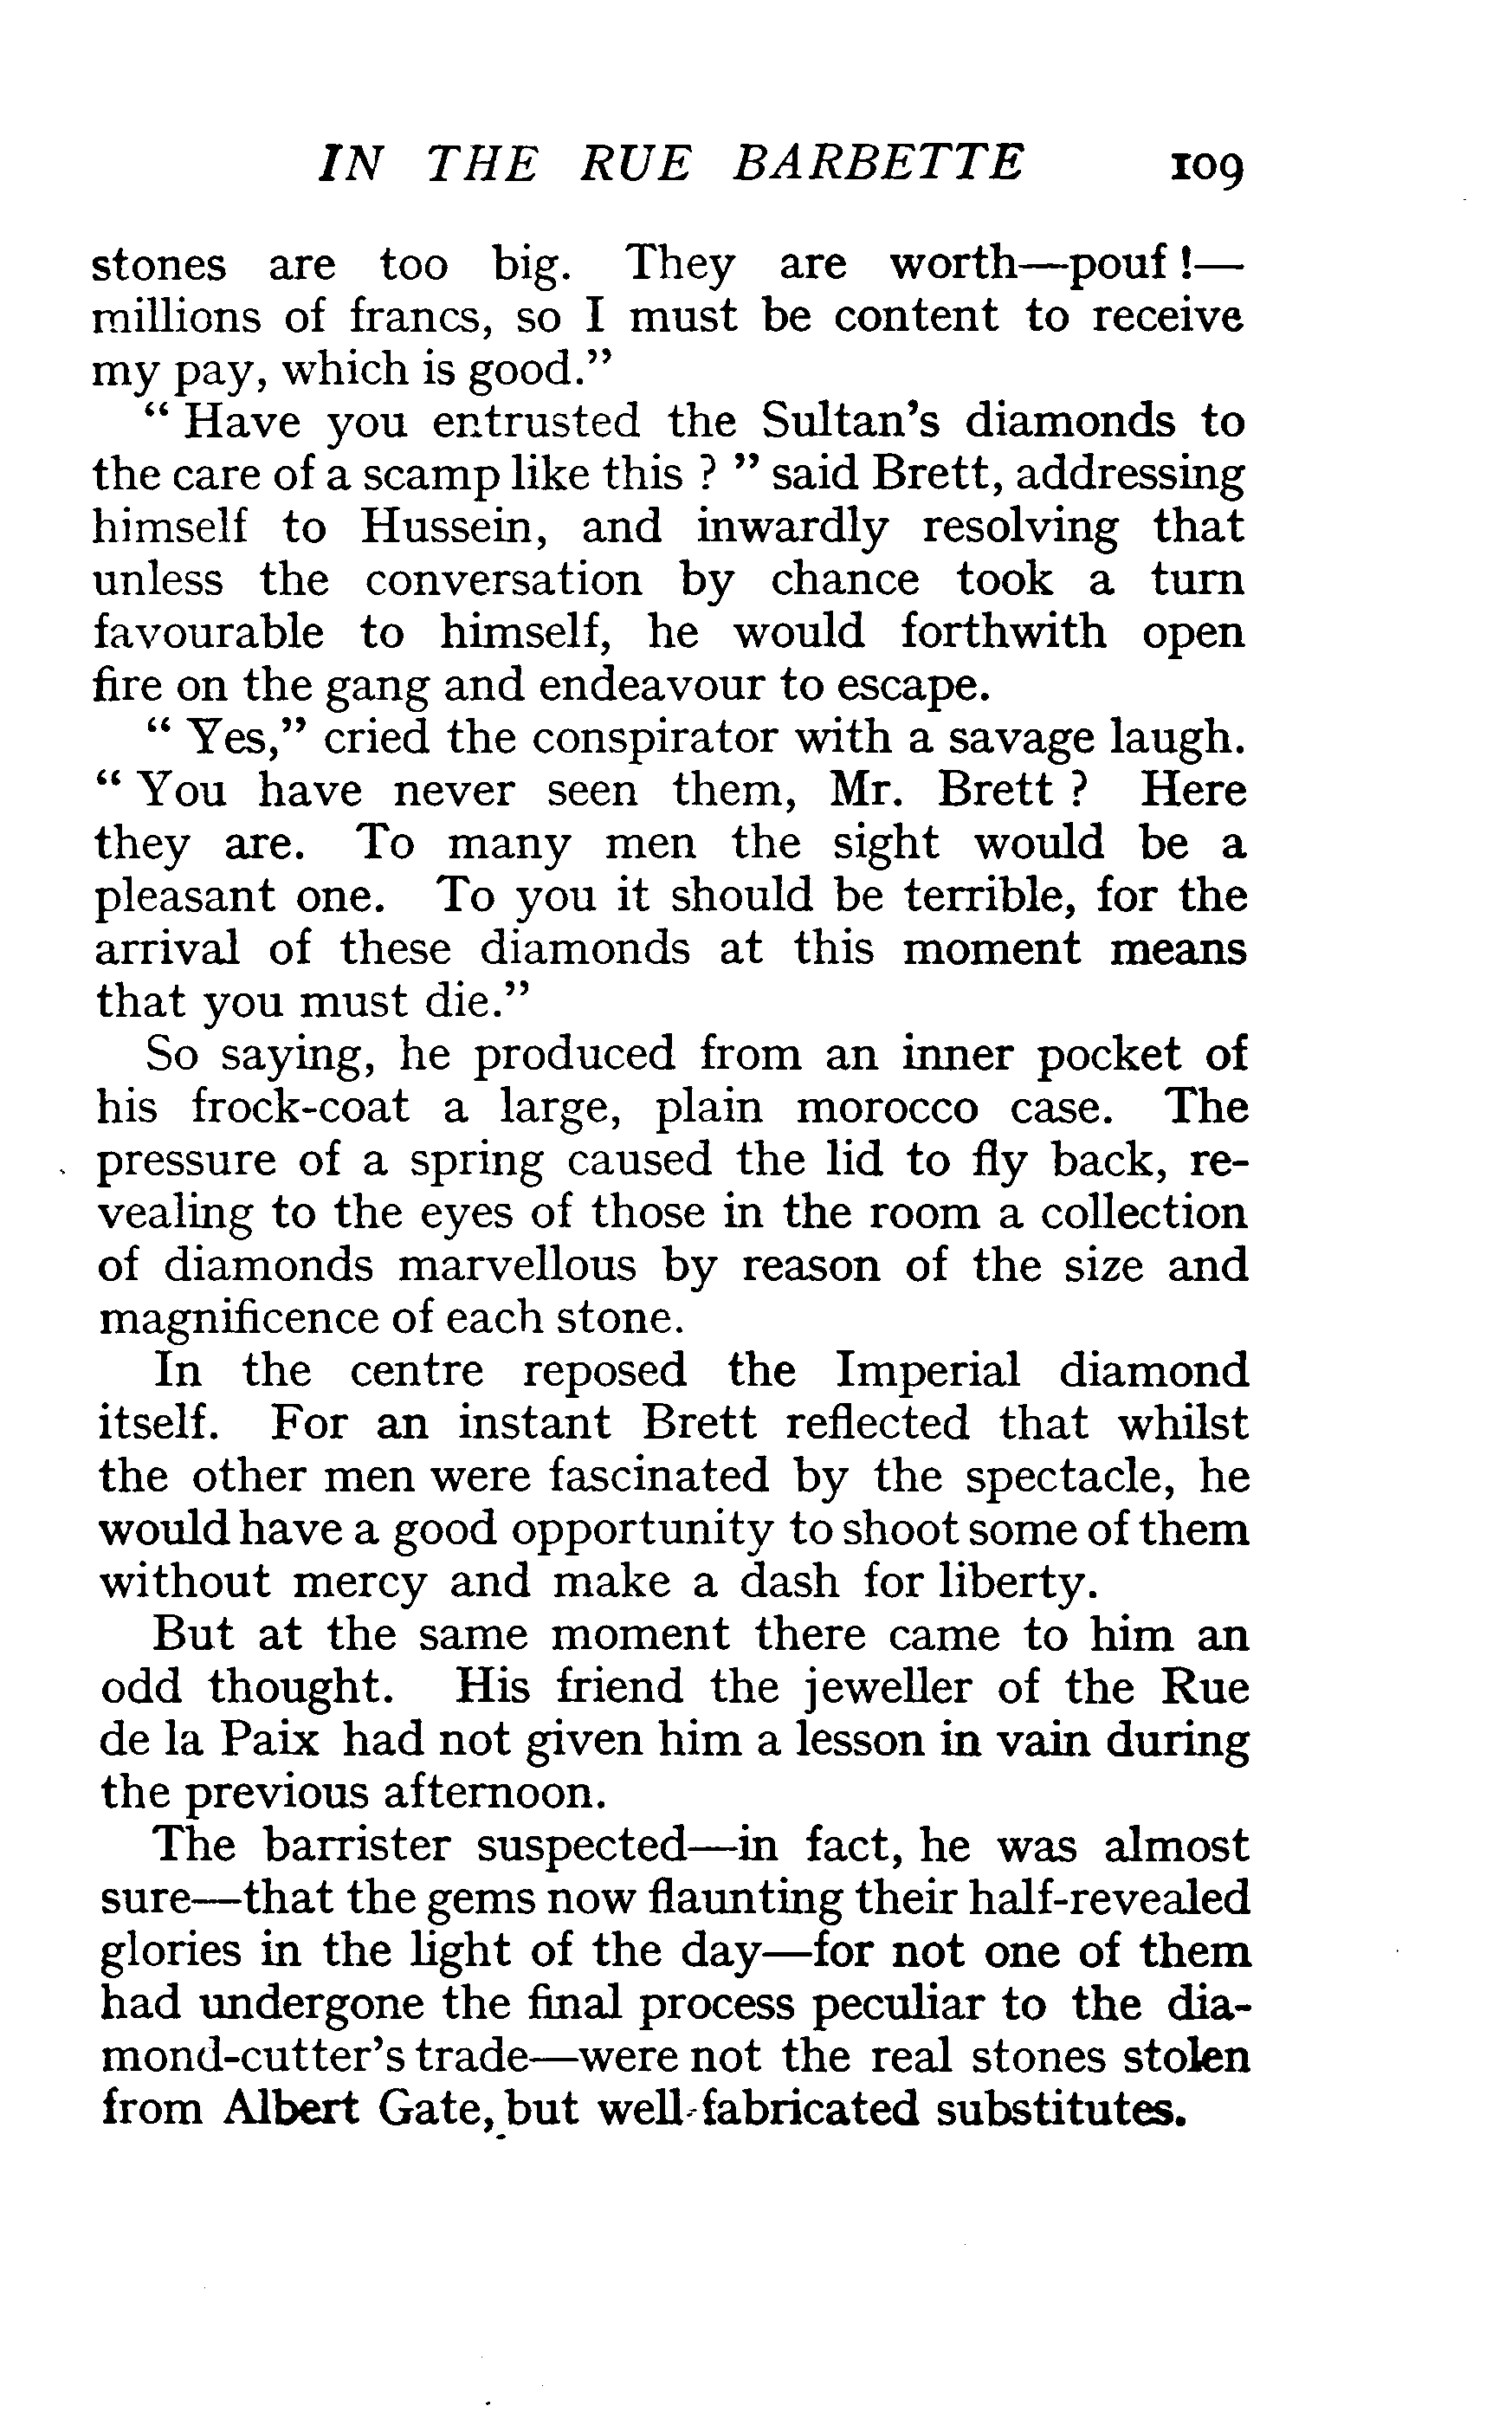 IN THE RUE BARBETTE 109
stones are too big. They are worth—pouf!—
millions of francs, so I must be content to receive
my pay, which is good."
"Have you entrusted the Sultan's diamonds to
the care of a scamp like this?" said Brett, addressing
himself to Hussein, and inwardly resolving that
unless the conversation by chance took a turn
favourable to himself, he would forthwith open
fire on the gang and endeavour to escape.
"Yes," cried the conspirator with a savage laugh.
"You have never seen them, Mr. Brett? Here
they are. To many men the sight would be a
pleasant one. To you it should be terrible, for the
arrival of these diamonds at this moment means
that you must die."
So saying, he produced from an inner pocket of
his frock-coat a large, plain morocco case. The
pressure of a spring caused the lid to fly back, re-
vealing to the eyes of those in the room a collection
of diamonds marvellous by reason of the size and
magnificence of each stone.
In the centre reposed the Imperial diamond
itself. For an instant Brett reflected that whilst
the other men were fascinated by the spectacle, he
would have a good opportunity to shoot some of them
without mercy and make a dash for liberty.
But at the same moment there came to him an
odd thought. His friend the jeweller of the Rue
de la Paix had not given him a lesson in vain during
the previous afternoon.
The barrister suspected—in fact, he was almost
sure—that the gems now flaunting their half-revealed
glories in the light of the day—for not one of them
had undergone the final process peculiar to the dia-
mond-cutter's trade—were not the real stones stolen
from Albert Gate, but well-fabricated substitutes.